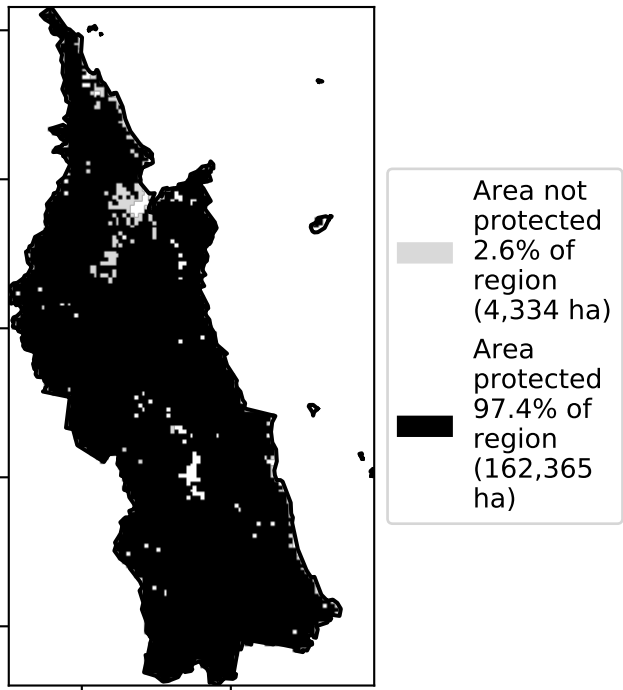 Area not
protected
2.6% of
region
(4,334 ha)
Area
protected
97.4% of
region
(162,365
ha)